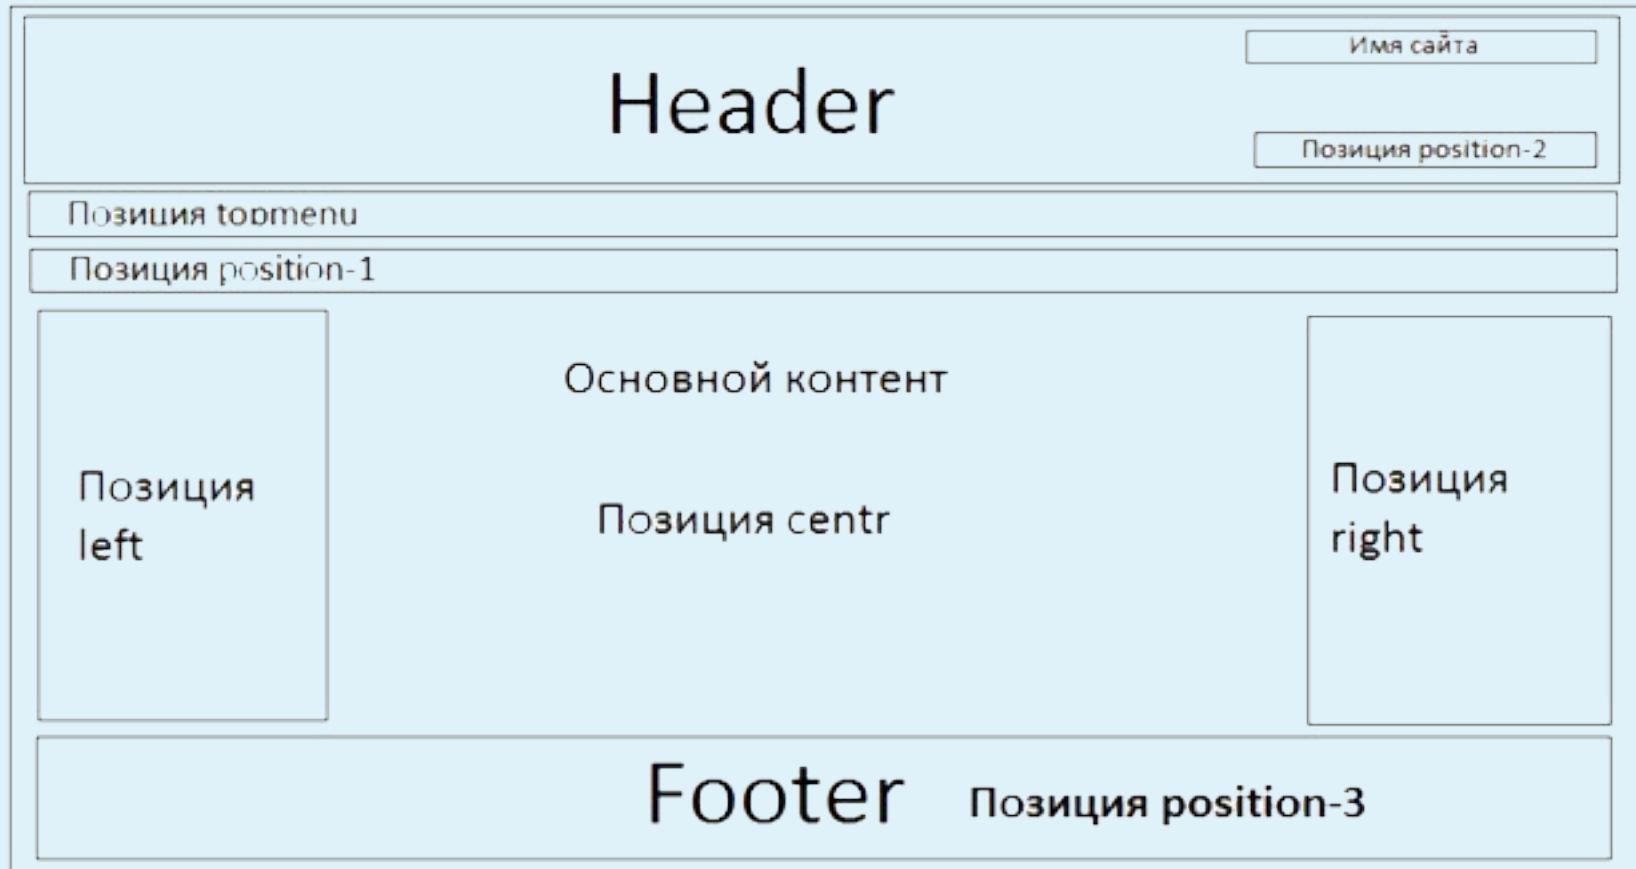 Имя сайта
Header
Позиция position-2
Позиция topmenu
Позиция position-1
Основной контент
Позиция
left
Позиция centr
Позиция
right
Footer
Позиция position-3